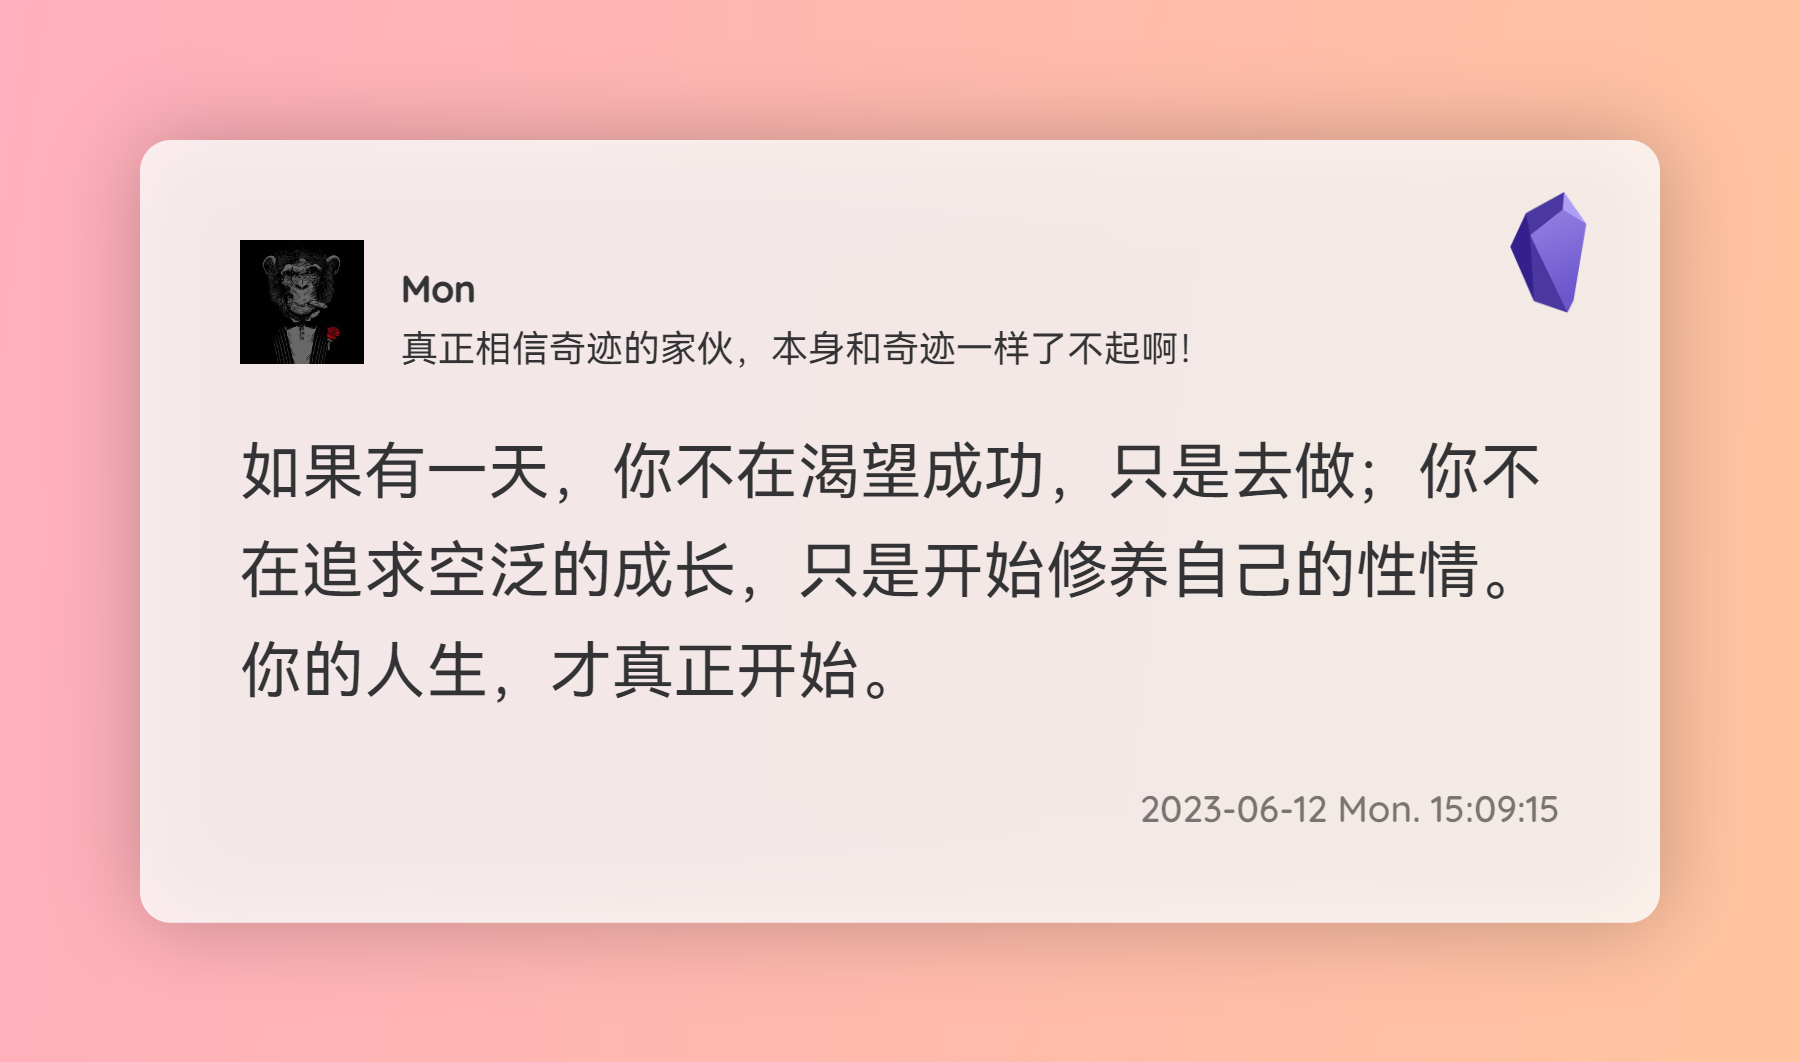 Mon
真正相信奇迹的家伙，本身和奇迹一样了不起啊！
如果有一天，你不在渴望成功，只是去做；你不
在追求空泛的成长，只是开始修养自己的性情。
你的人生，才真正开始。
2023-06-12 Mon. 15:09:15